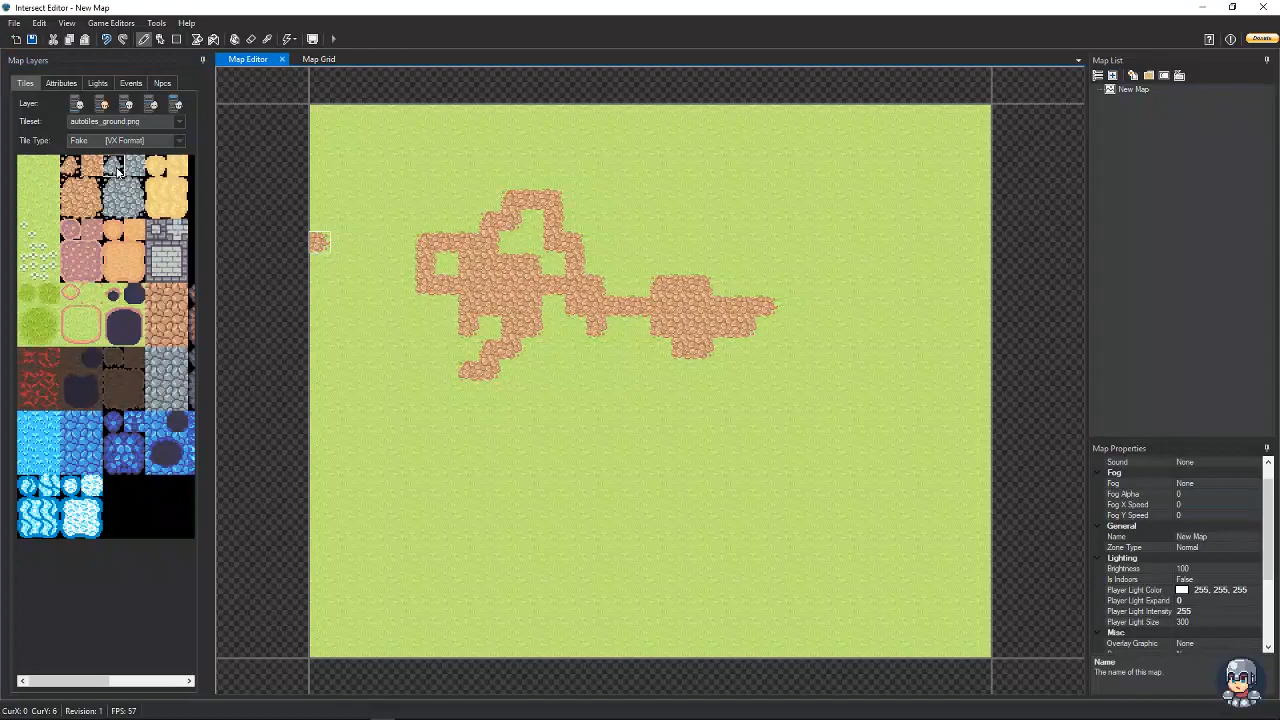 Intersect Editor - New Map
File Edit View Game Editors Tools Help
Donate
Map Layers
Map Editor
Map Grid
Map List
Tiles Attributes Lights Events Npcs
New Map
Layer:
Tileset: autotiles_ground.png
Tile Type: Fake [VX Format]
Map Properties
Sound None
Fog
Fog None
Fog Alpha 0
Fog X Speed 0
Fog Y Speed 0
General
Name New Map
Zone Type Normal
Lighting
Brightness 100
Is Indoors False
Player Light Color 255, 255, 255
Player Light Expand 0
Player Light Intensity 255
Player Light Size 300
Misc
Overlay Graphic None
Name
The name of this map.
CurX: 0 CurY: 6 Revision: 1 FPS: 57